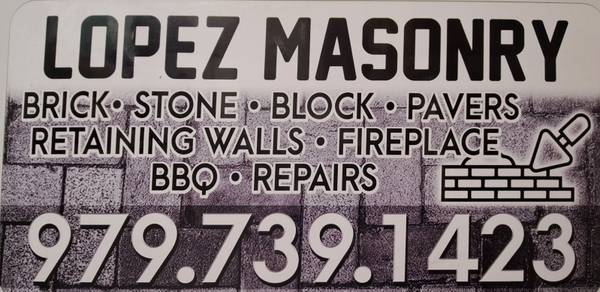 LOPEZ MASONRY
BRICK • STONE • BLOCK • PAVERS
RETAINING WALLS • FIREPLACE
BBQ • REPAIRS
979.739.1423